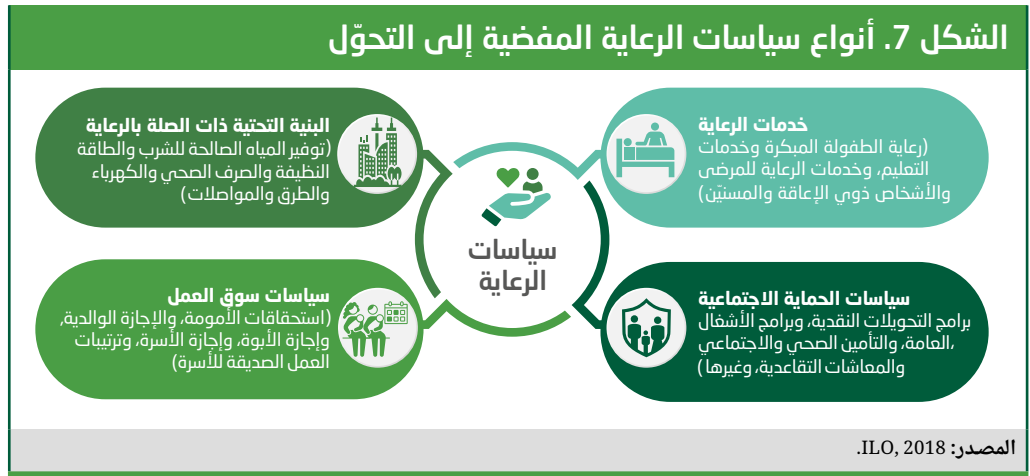 الشكل 7. أنواع سياسات الرعاية المفضية إلى التحوّل
خدمات الرعاية
(رعاية الطفولة المبكرة وخدمات
التعليم، وخدمات الرعاية للمرضى
والأشخاص ذوي الإعاقة والمسنيّن)
البنية التحتية ذات الصلة بالرعاية
(توفير المياه الصالحة للشرب والطاقة
النظيفة والصرف الصحي والكهرباء
والطرق والمواصلات)
سياسات
الرعاية
سياسات الحماية الاجتماعية
برامج التحويلات النقدية، وبرامج الأشغال
،العامة، والتأمين الصحي والاجتماعي
والمعاشات التقاعدية، وغيرها)
سياسات سوق العمل
(استحقاقات الأمومة، والإجازة الوالدية،
وإجازة الأبوة، وإجازة الأسرة، وترتيبات
العمل الصديقة للأسرة)
المصدر: ILO, 2018.